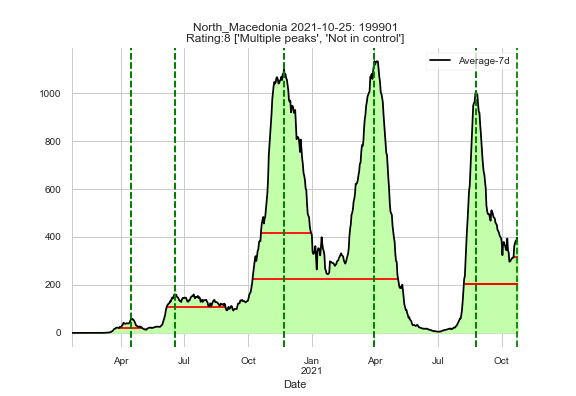 North_Macedonia 2021-10-25: 199901
Rating:8 ['Multiple peaks', 'Not in control']
Average-7d
1000
800
600
400
200
0
Apr Jul Oct Jan Apr Jul Oct
2021
Date